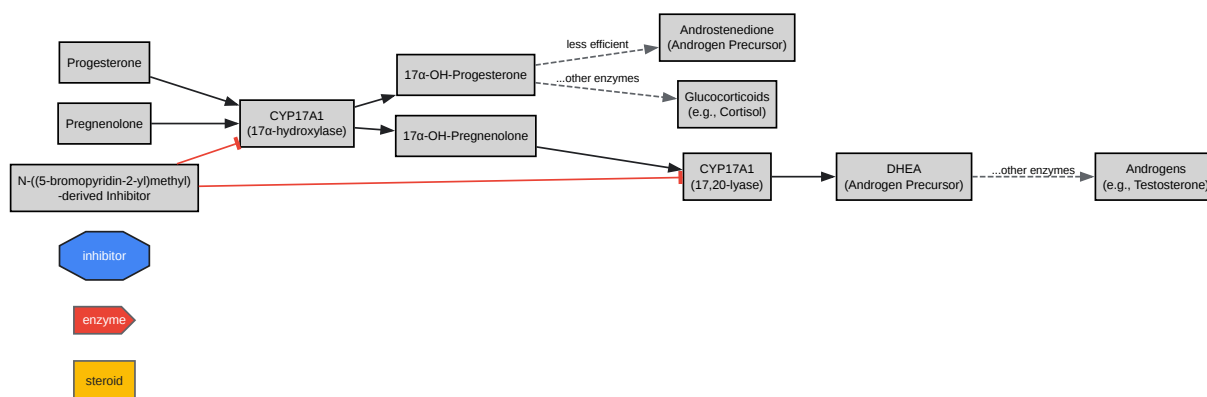 Progesterone
Pregnenolone
N-((5-bromopyridin-2-yl)methyl)
-derived Inhibitor
CYP17A1
(17α-hydroxylase)
17α-OH-Progesterone
17α-OH-Pregnenolone
less efficient
...other enzymes
Androstenedione
(Androgen Precursor)
Glucocorticoids
(e.g., Cortisol)
CYP17A1
(17,20-lyase)
DHEA
(Androgen Precursor)
...other enzymes
Androgens
(e.g., Testosterone)
inhibitor
enzyme
steroid